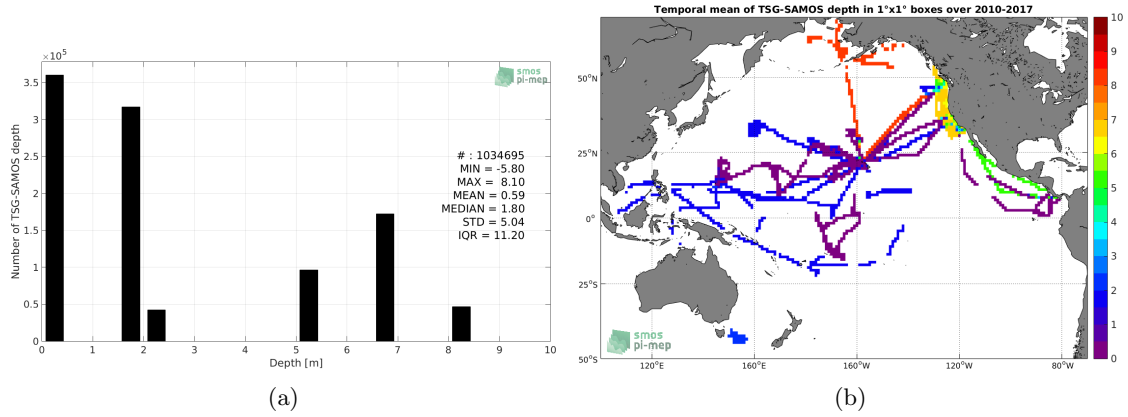 ×10^5
Number of TSG-SAMOS depth
3.5
3
2.5
2
1.5
1
0.5
0
smos
pi-mep
# : 1034695
MIN = -5.80
MAX = 8.10
MEAN = 0.59
MEDIAN = 1.80
STD = 5.04
IQR = 11.20
0 1 2 3 4 5 6 7 8 9 10
Depth [m]
(a)
Temporal mean of TSG-SAMOS depth in 1°x1° boxes over 2010-2017
50°N
25°N
0°
25°S
50°S
smos
pi-mep
120°E 160°E 160°W 120°W 80°W
10
9
8
7
6
5
4
3
2
1
0
(b)